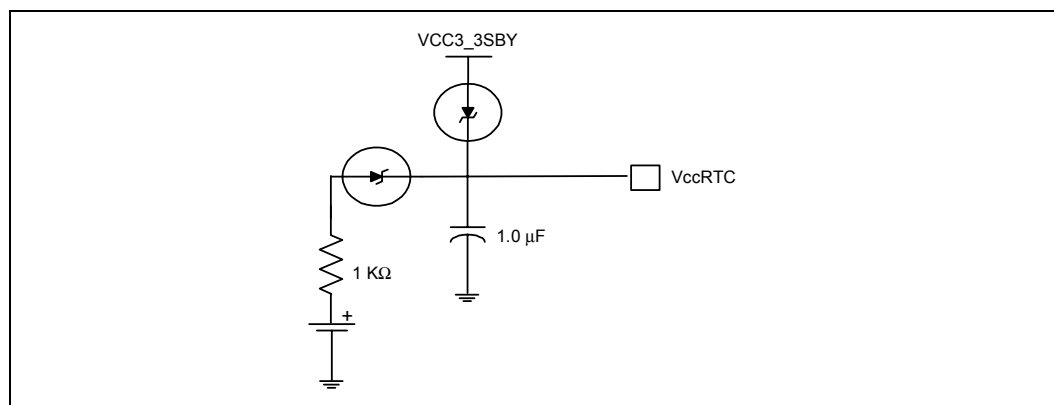 VCC3_3SBY
VccRTC
1.0 µF
1 KΩ
+